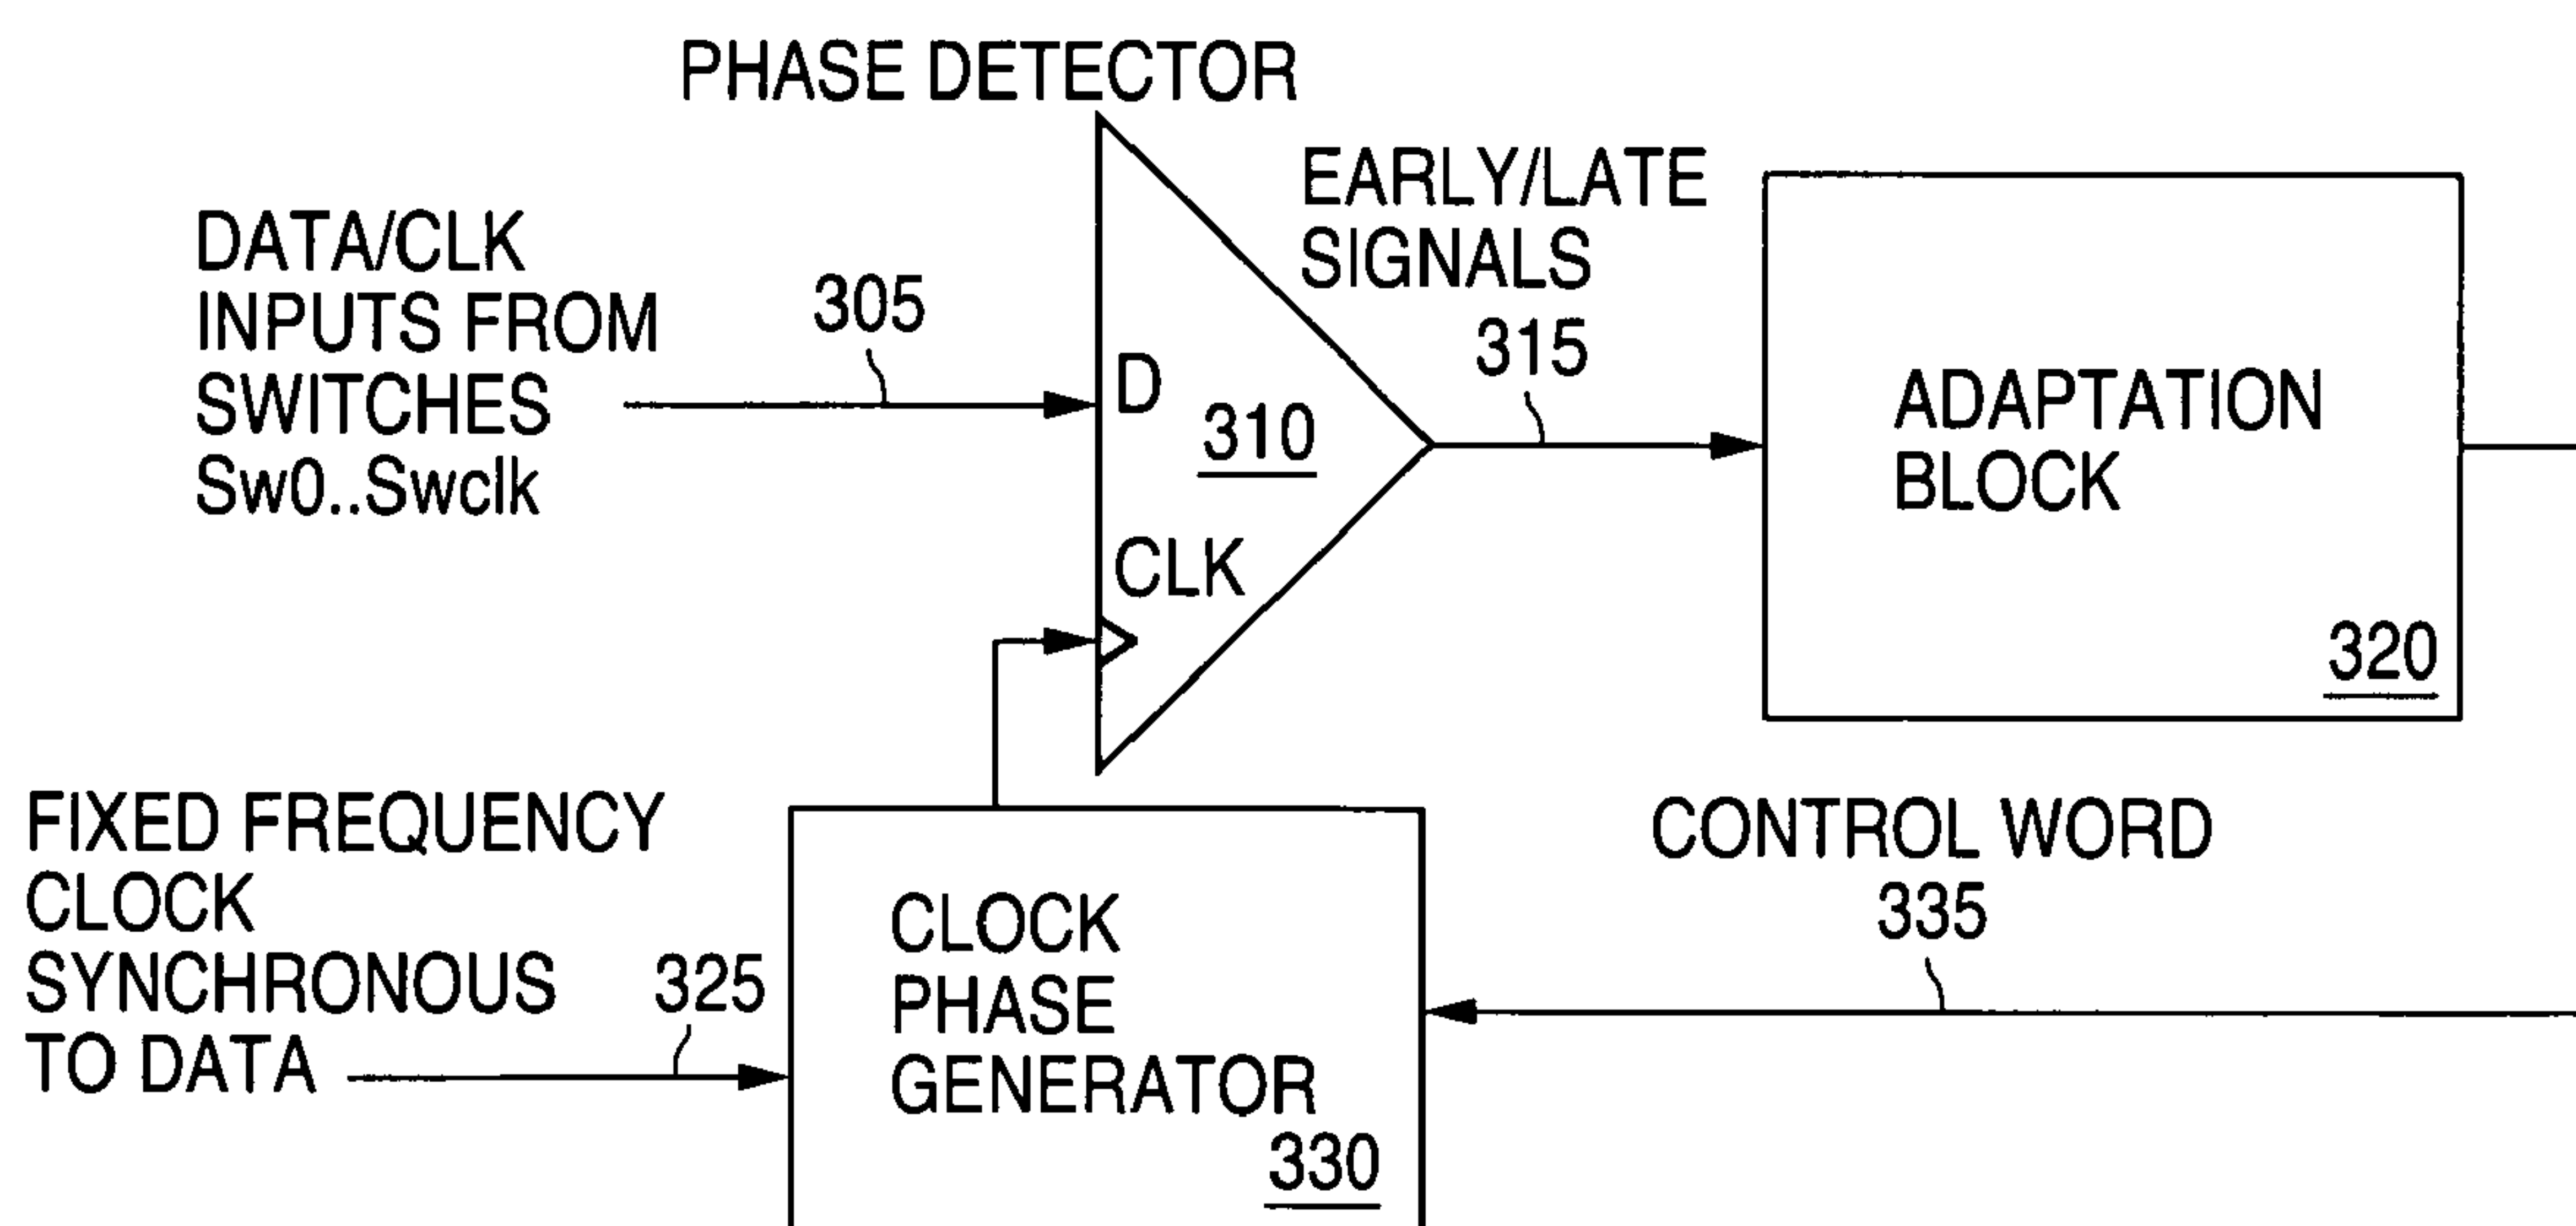 PHASE DETECTOR
DATA/CLK
INPUTS FROM
SWITCHES
Sw0..Swclk
305
D
310
CLK
EARLY/LATE
SIGNALS
315
ADAPTATION
BLOCK
320
FIXED FREQUENCY
CLOCK
SYNCHRONOUS
TO DATA
325
CLOCK
PHASE
GENERATOR
330
CONTROL WORD
335